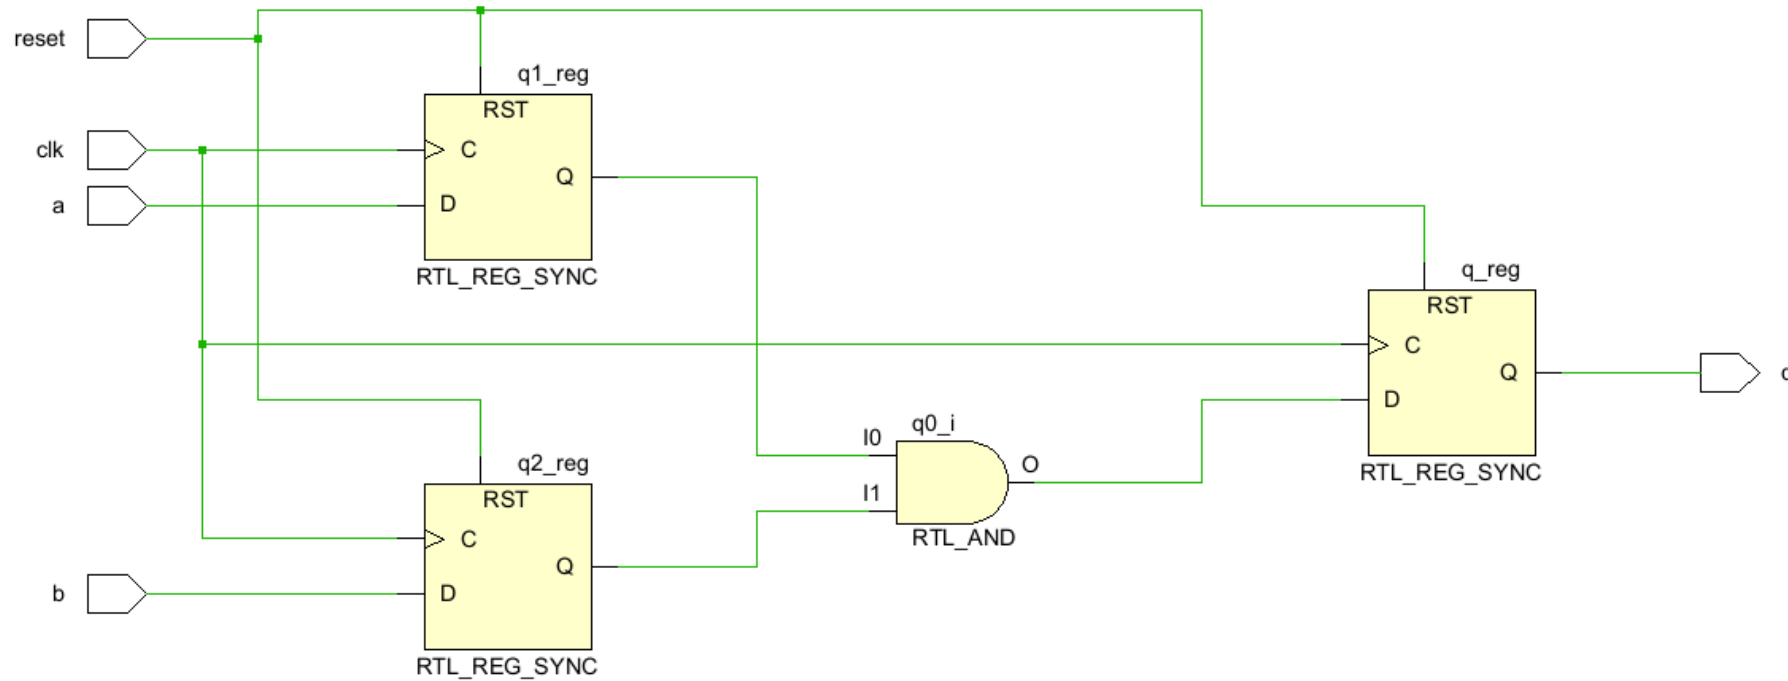 reset
q1_reg
RST
clk
C
Q
a
D
RTL_REG_SYNC
q_reg
RST
C
Q
D
q0_i
I0
O
q2_reg
RTL_REG_SYNC
I1
RST
RTL_AND
C
Q
b
D
RTL_REG_SYNC